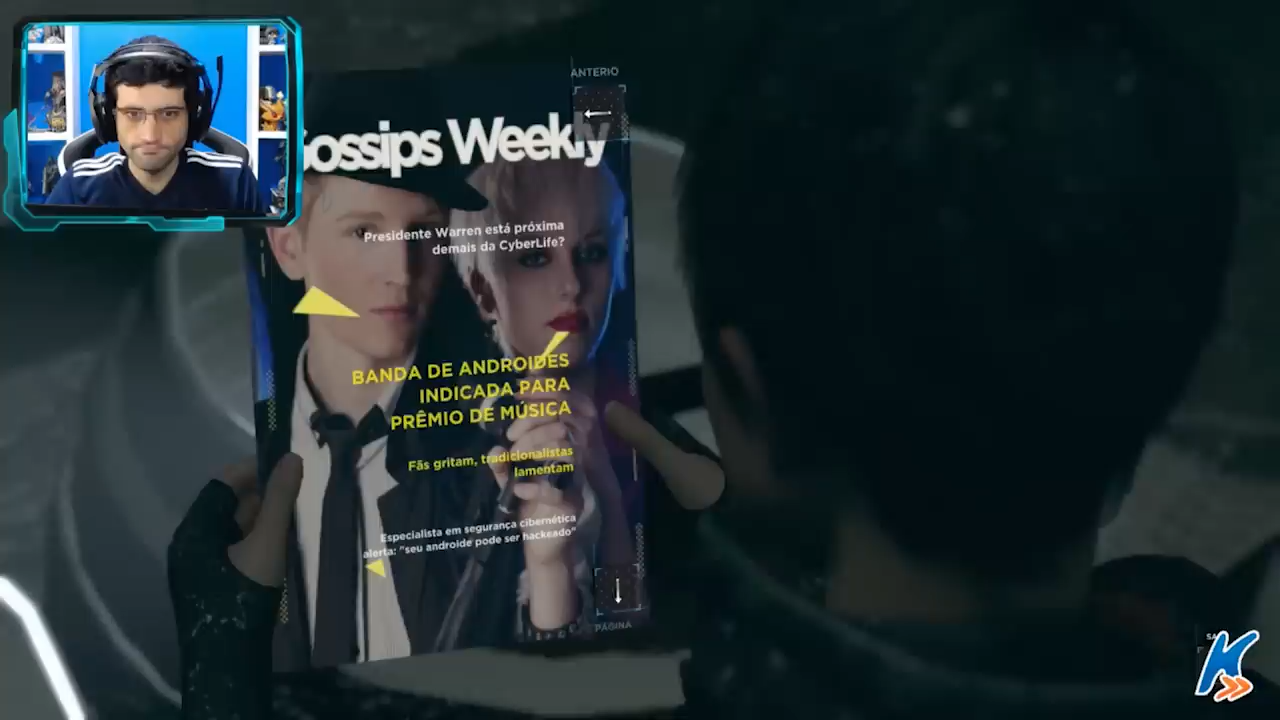 ANTERIO
Gossips Weekly
Presidente Warren está próxima
demais da CyberLife?
BANDA DE ANDROIDES
INDICADA PARA
PRÊMIO DE MÚSICA
Fãs gritam, tradicionalistas
lamentam
Especialista em segurança cibernética
alerta: "seu androide pode ser hackeado"
PÁGINA
K